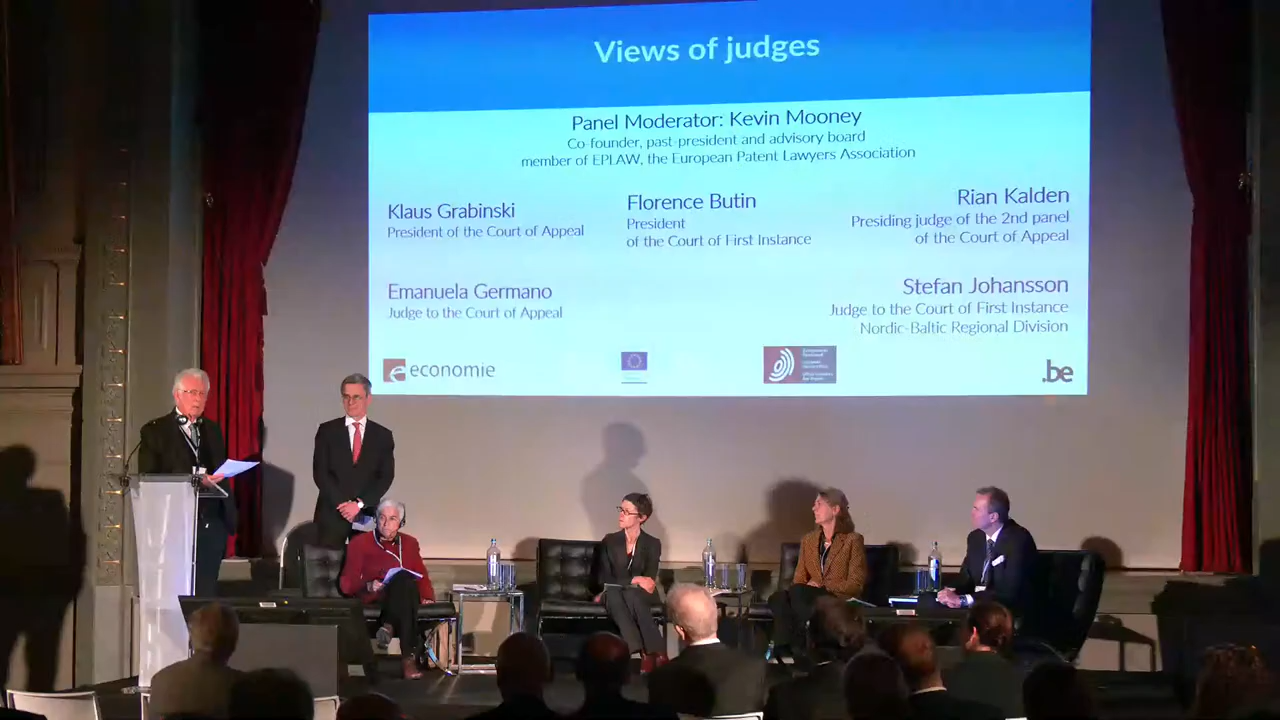 Views of judges
Panel Moderator: Kevin Mooney
Co-founder, past-president and advisory board
member of EPLAW, the European Patent Lawyers Association
Klaus Grabinski
President of the Court of Appeal
Florence Butin
President
of the Court of First Instance
Rian Kalden
Presiding judge of the 2nd panel
of the Court of Appeal
Emanuela Germano
Judge to the Court of Appeal
Stefan Johansson
Judge to the Court of First Instance
Nordic-Baltic Regional Division
economie
.be